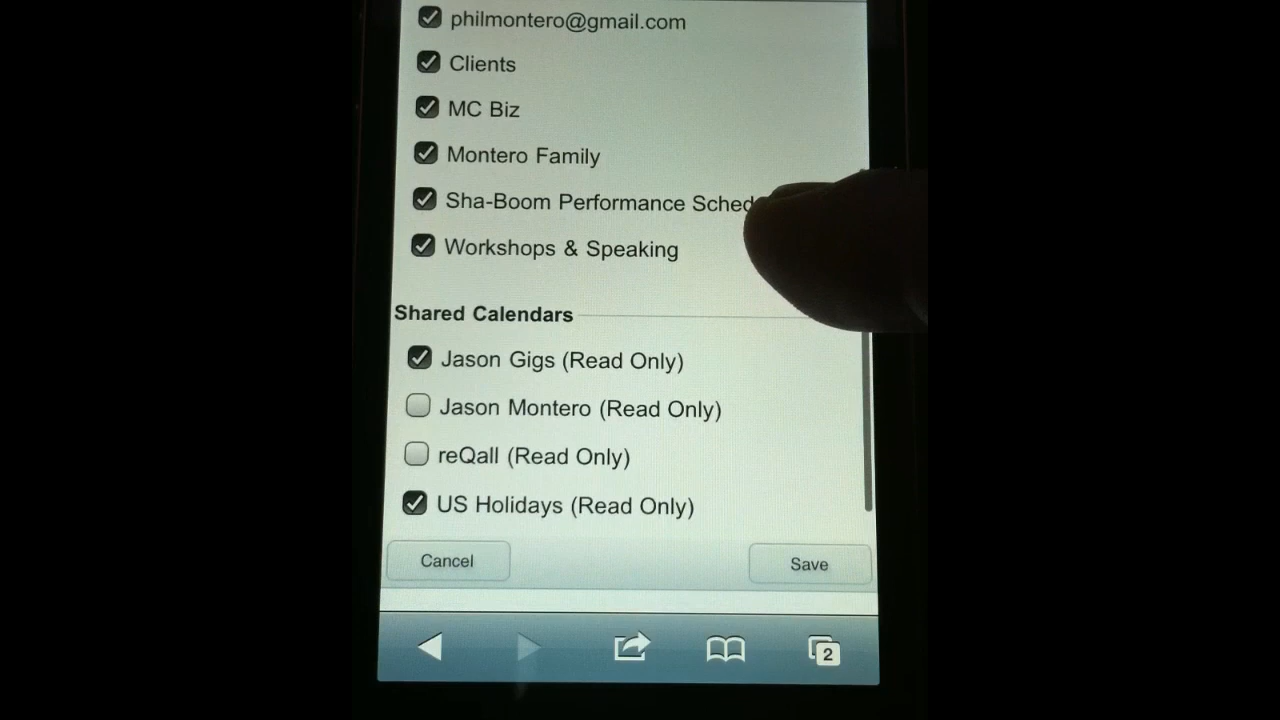 philmontero@gmail.com
Clients
MC Biz
Montero Family
Sha-Boom Performance Sched
Workshops & Speaking
Shared Calendars
Jason Gigs (Read Only)
Jason Montero (Read Only)
reQall (Read Only)
US Holidays (Read Only)
Cancel
Save
2